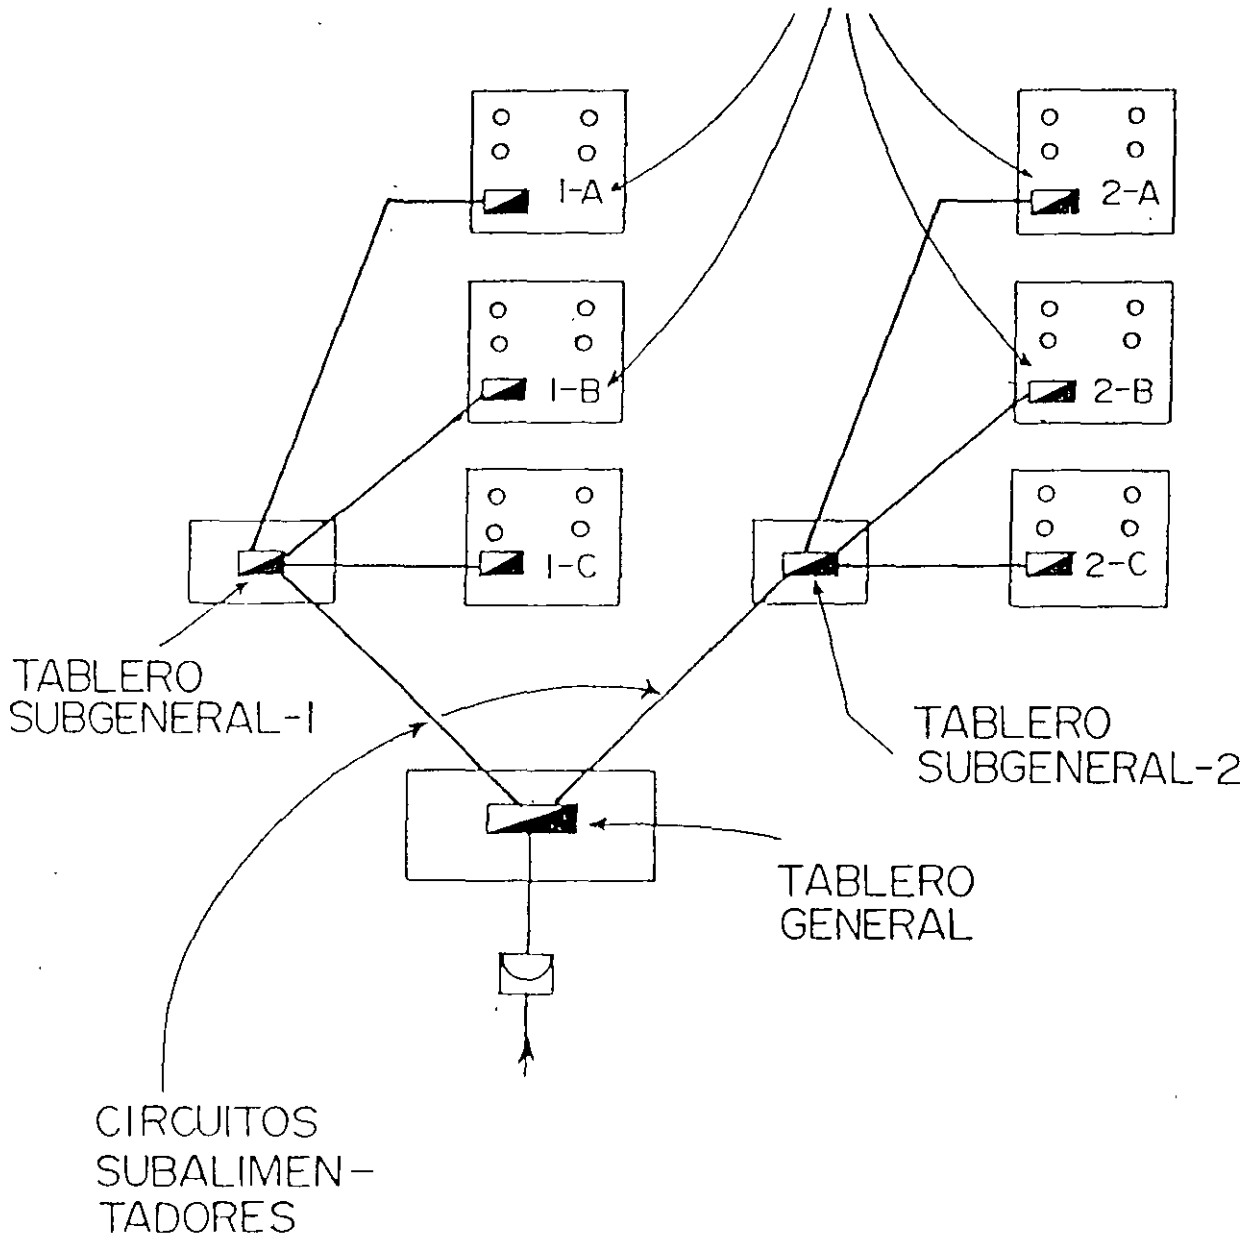 1-A
2-A
1-B
2-B
1-C
2-C
TABLERO
SUBGENERAL-1
TABLERO
SUBGENERAL-2
TABLERO
GENERAL
CIRCUITOS
SUBALIMEN-
TADORES